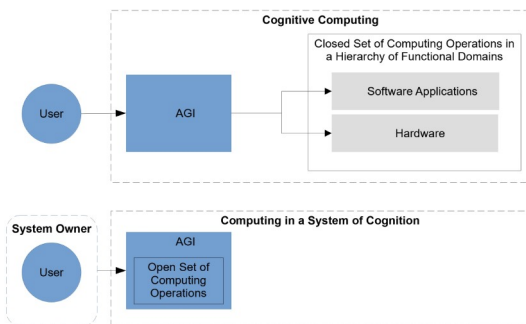 Cognitive Computing
Closed Set of Computing Operations in
a Hierarchy of Functional Domains
Software Applications
User
AGI
Hardware
Computing in a System of Cognition
System Owner
AGI
User
Open Set of
Computing
Operations